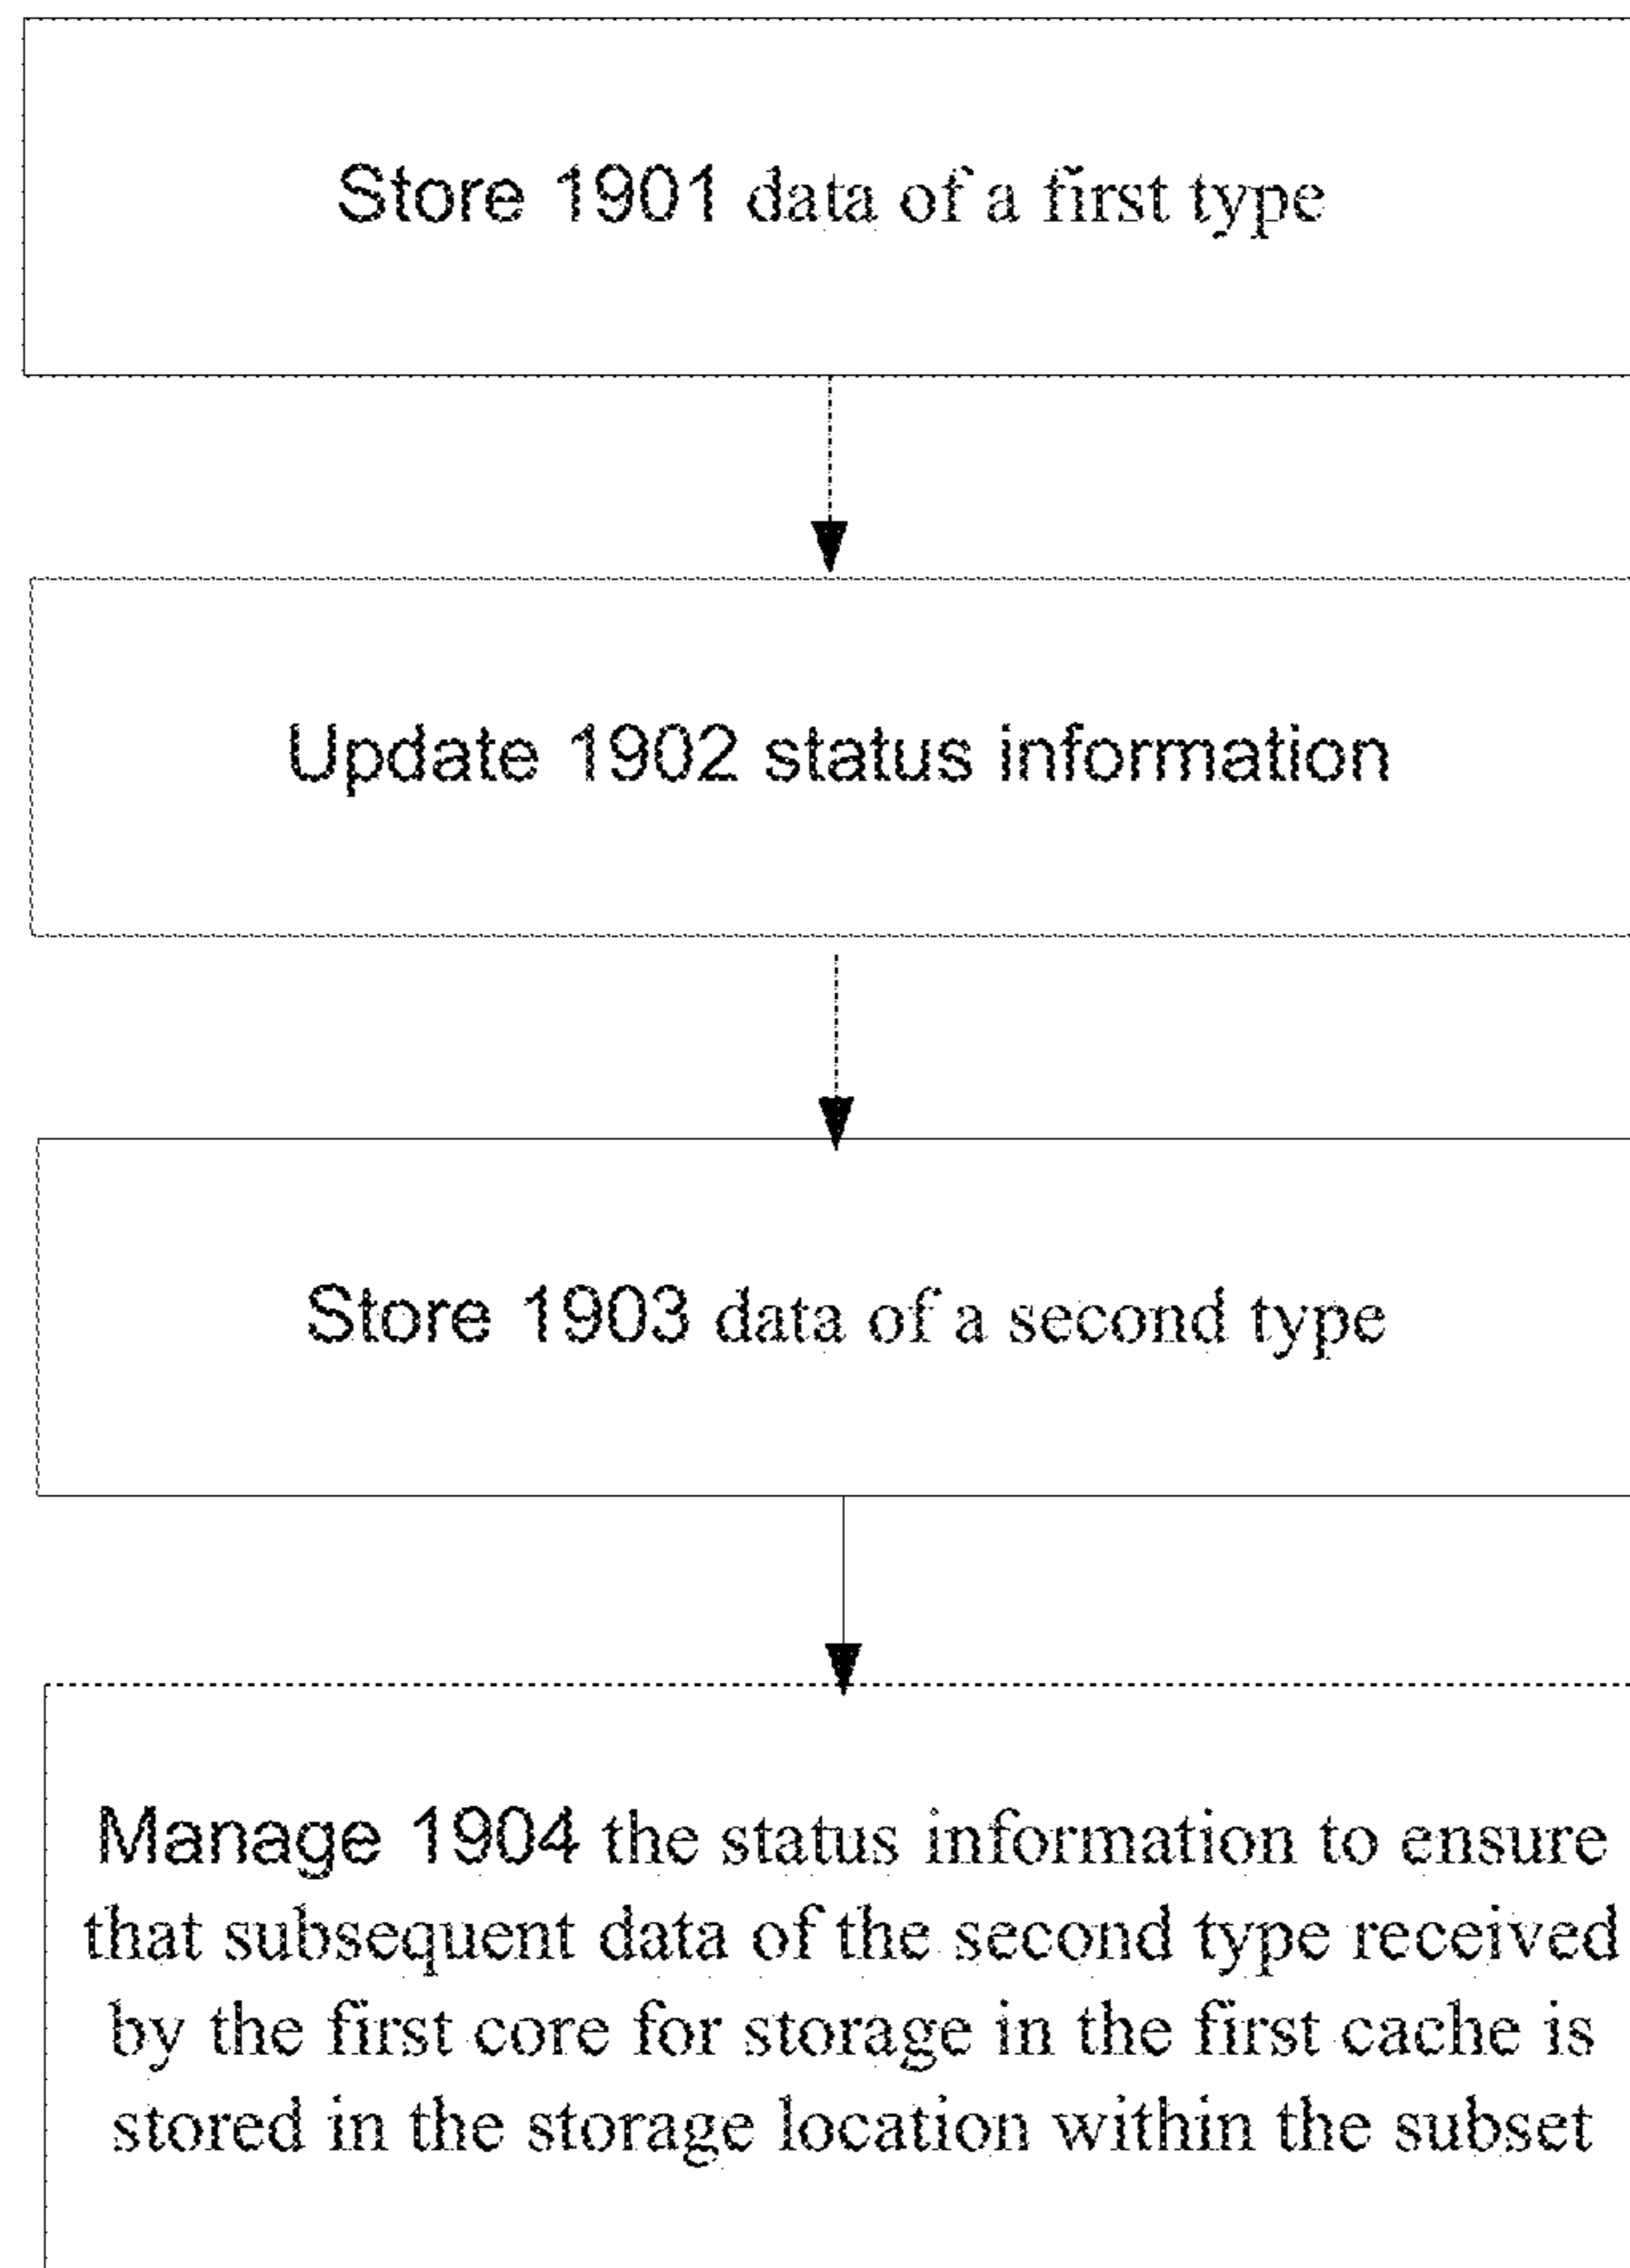 Store 1901 data of a first type
Update 1902 status information
Store 1903 data of a second type
Manage 1904 the status information to ensure
that subsequent data of the second type received
by the first core for storage in the first cache is
stored in the storage location within the subset